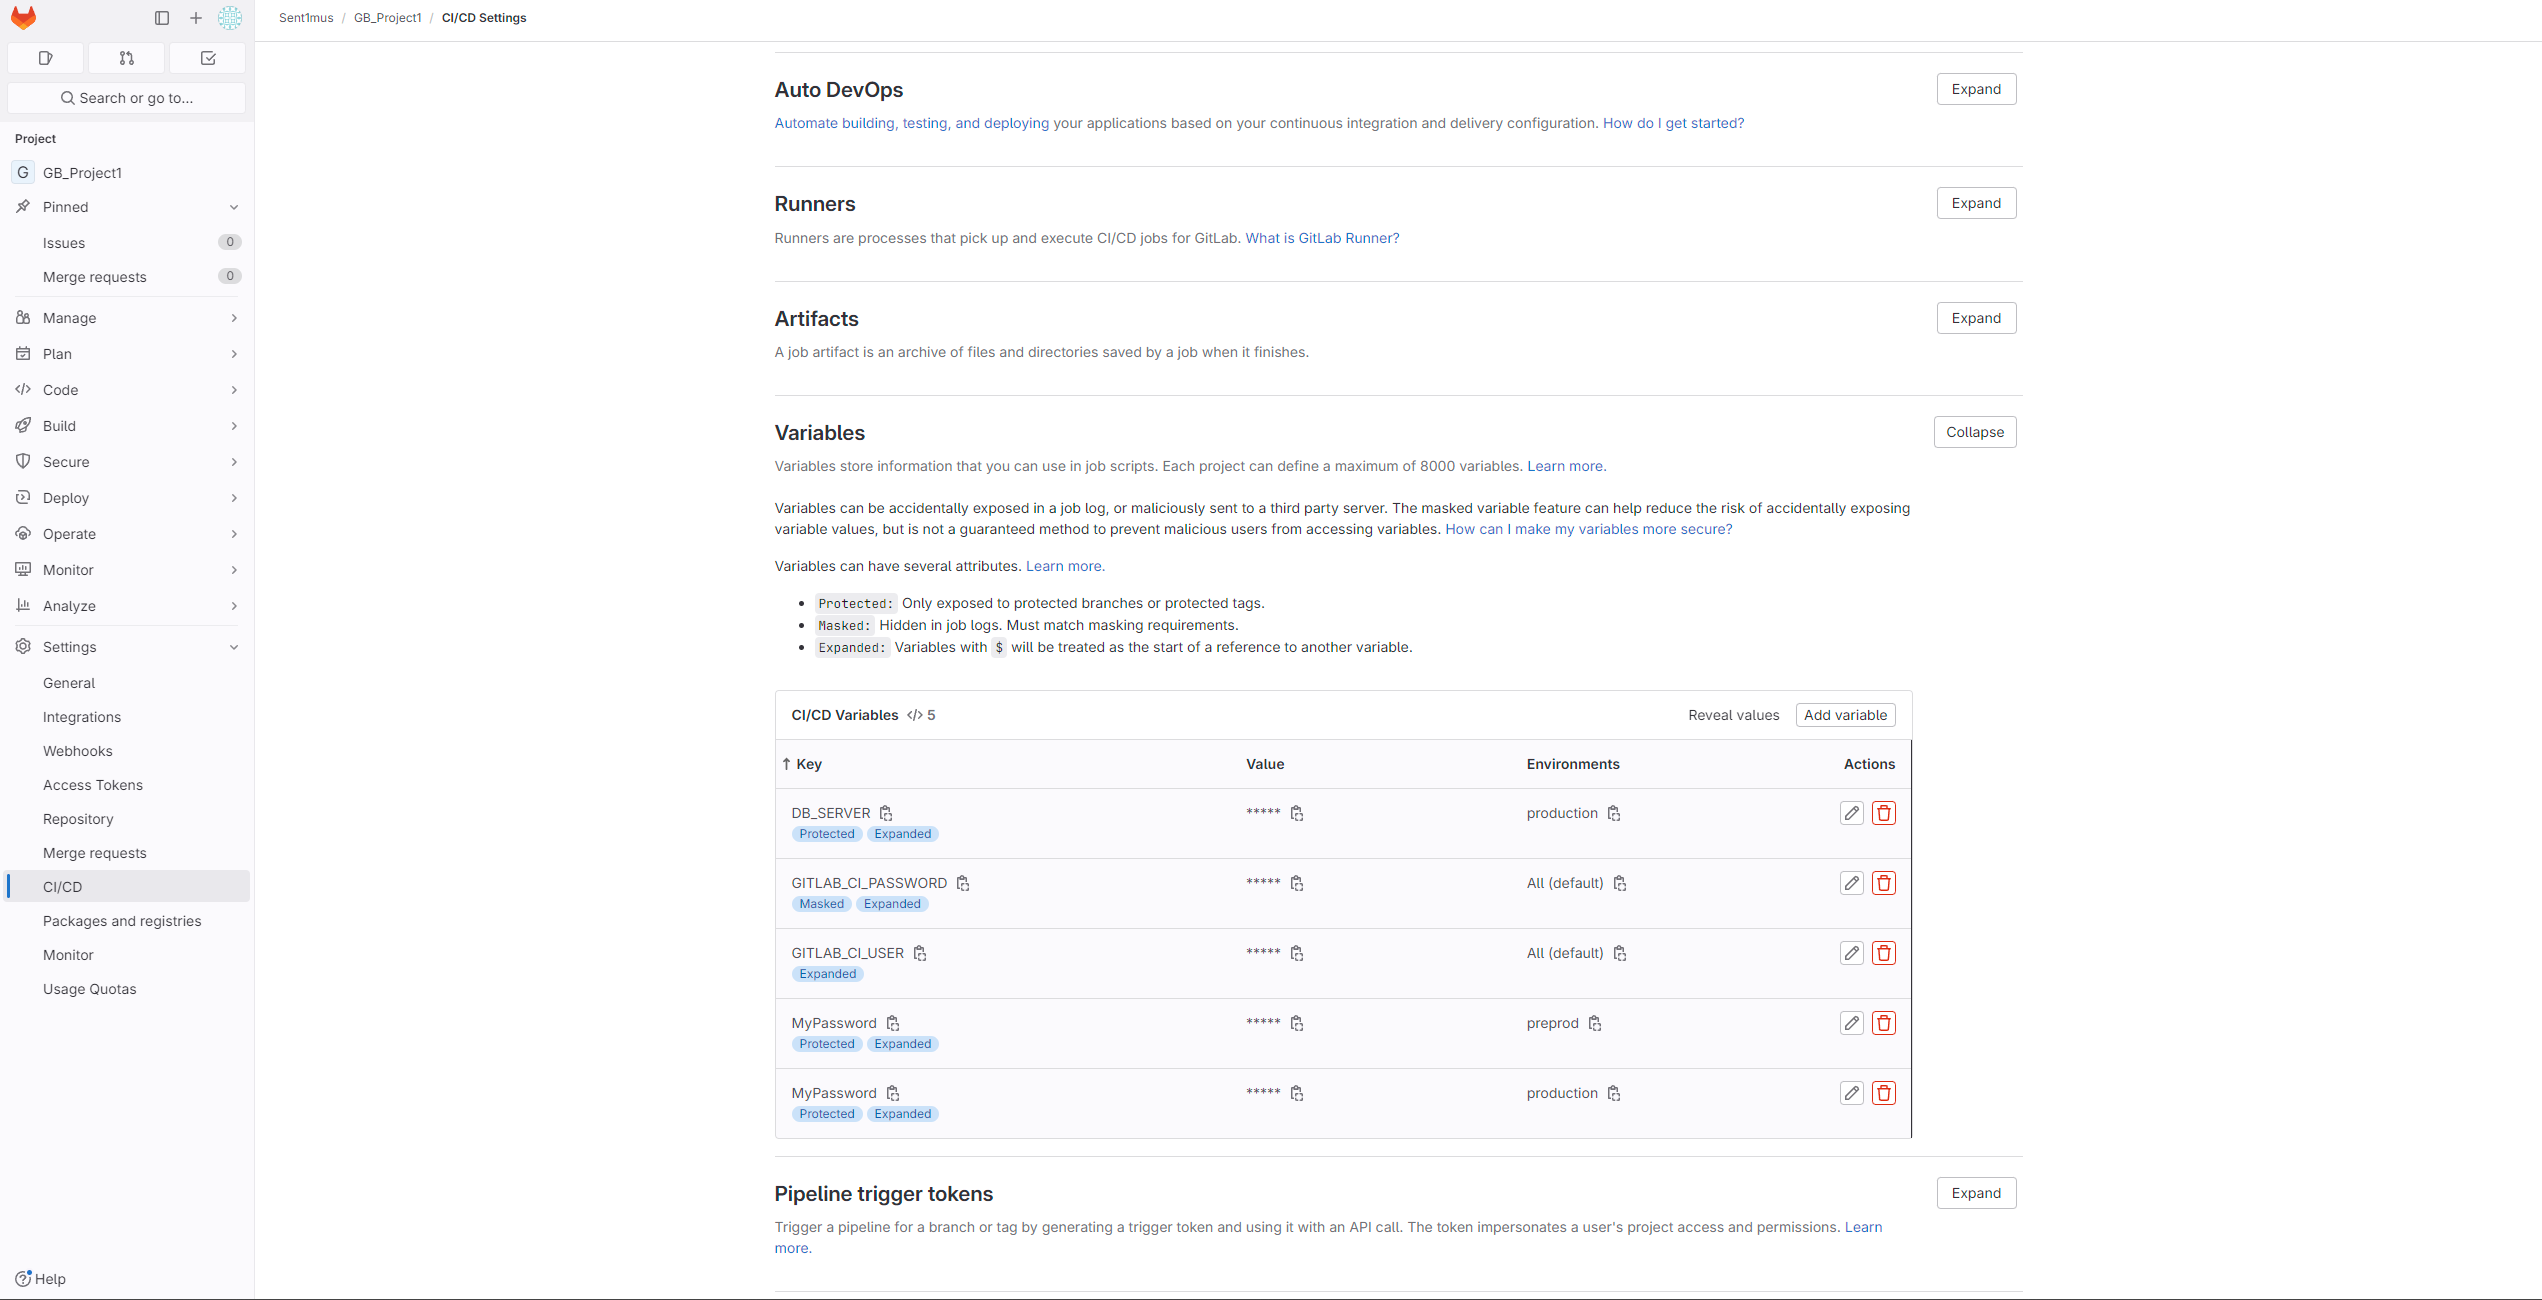 Sent1mus / GB_Project1 / CI/CD Settings
Search or go to...
Project
G GB_Project1
Pinned
Issues 0
Merge requests 0
Manage
Plan
Code
Build
Secure
Deploy
Operate
Monitor
Analyze
Settings
General
Integrations
Webhooks
Access Tokens
Repository
Merge requests
CI/CD
Packages and registries
Monitor
Usage Quotas
Help
Auto DevOps Expand
Automate building, testing, and deploying your applications based on your continuous integration and delivery configuration. How do I get started?
Runners Expand
Runners are processes that pick up and execute CI/CD jobs for GitLab. What is GitLab Runner?
Artifacts Expand
A job artifact is an archive of files and directories saved by a job when it finishes.
Variables Collapse
Variables store information that you can use in job scripts. Each project can define a maximum of 8000 variables. Learn more.
Variables can be accidentally exposed in a job log, or maliciously sent to a third party server. The masked variable feature can help reduce the risk of accidentally exposing
variable values, but is not a guaranteed method to prevent malicious users from accessing variables. How can I make my variables more secure?
Variables can have several attributes. Learn more.
• Protected: Only exposed to protected branches or protected tags.
• Masked: Hidden in job logs. Must match masking requirements.
• Expanded: Variables with $ will be treated as the start of a reference to another variable.
CI/CD Variables </> 5 Reveal values Add variable
↑ Key Value Environments Actions
DB_SERVER ***** production
Protected Expanded
GITLAB_CI_PASSWORD ***** All (default)
Masked Expanded
GITLAB_CI_USER ***** All (default)
Expanded
MyPassword ***** preprod
Protected Expanded
MyPassword ***** production
Protected Expanded
Pipeline trigger tokens Expand
Trigger a pipeline for a branch or tag by generating a trigger token and using it with an API call. The token impersonates a user's project access and permissions. Learn
more.